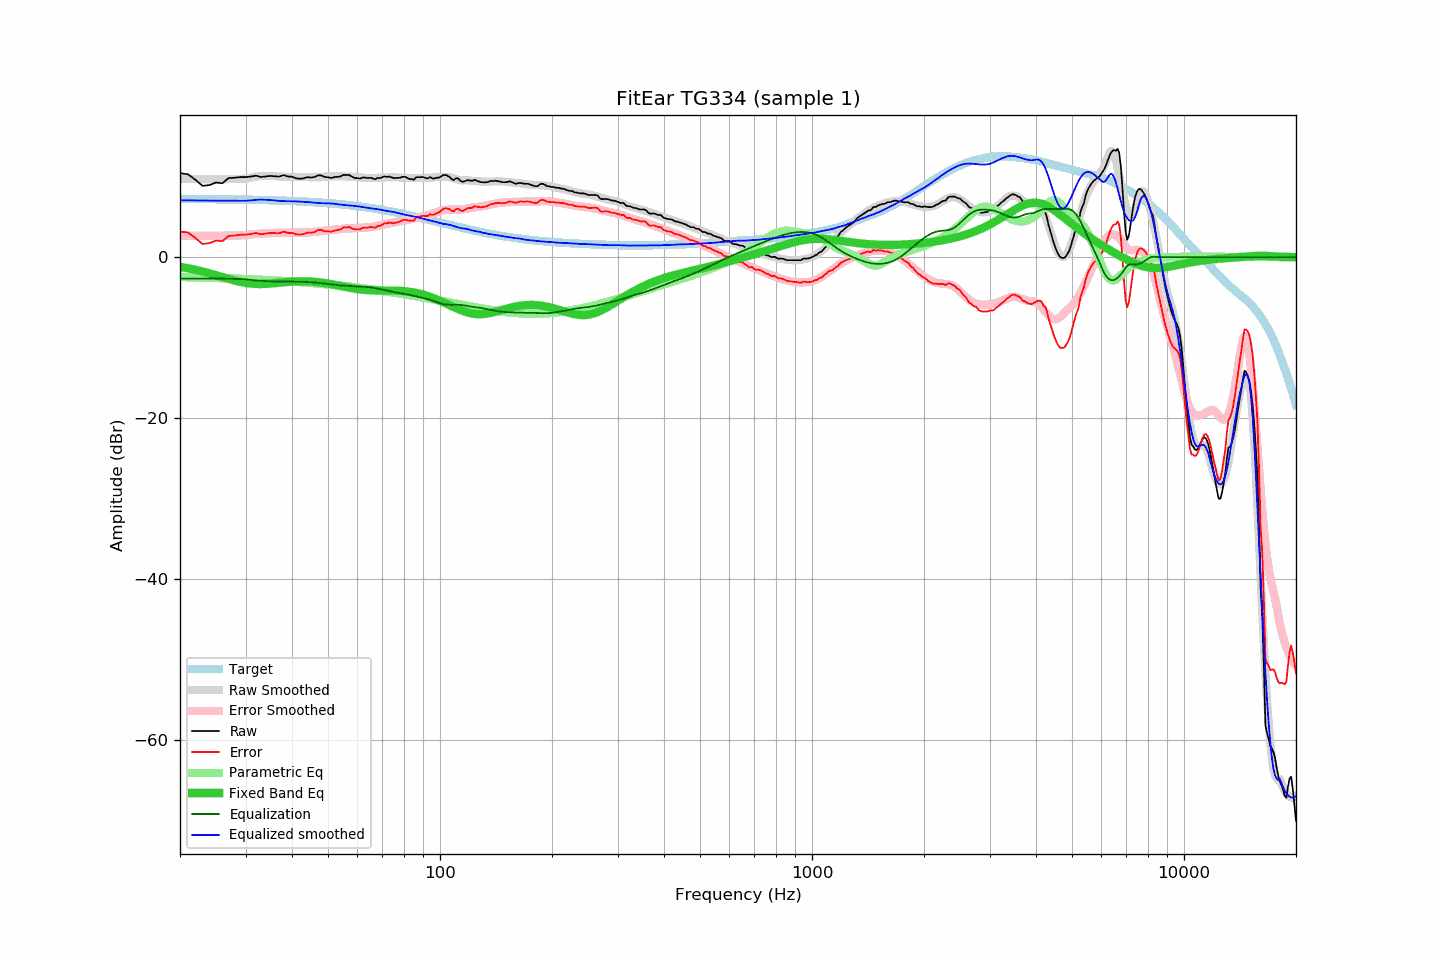 FitEar TG334 (sample 1)
Amplitude (dBr)
0
−20
−40
−60
Target
Raw Smoothed
Error Smoothed
Raw
Error
Parametric Eq
Fixed Band Eq
Equalization
Equalized smoothed
100
1000
10000
Frequency (Hz)